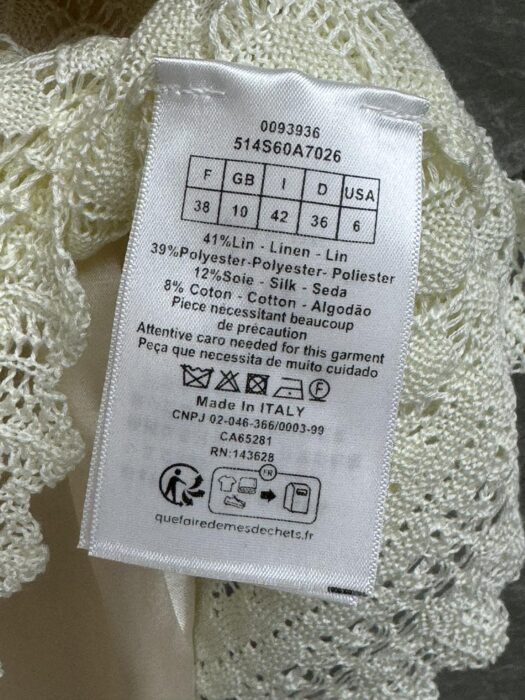 0093936
514S60A7026
F GB I D USA
38 10 42 36 6
41%Lin - Linen - Lin
39%Polyester-Polyester- Poliester
12%Soie - Silk - Seda
8% Coton - Cotton - Algodão
Piece nécessitant beaucoup
de précaution
Attentive caro needed for this garment
Peça que necessita de muito cuidado
F
Made In ITALY
CNPJ 02-046-366/0003-99
CA65281
RN:143628
FR
quefairedemesdechets.fr